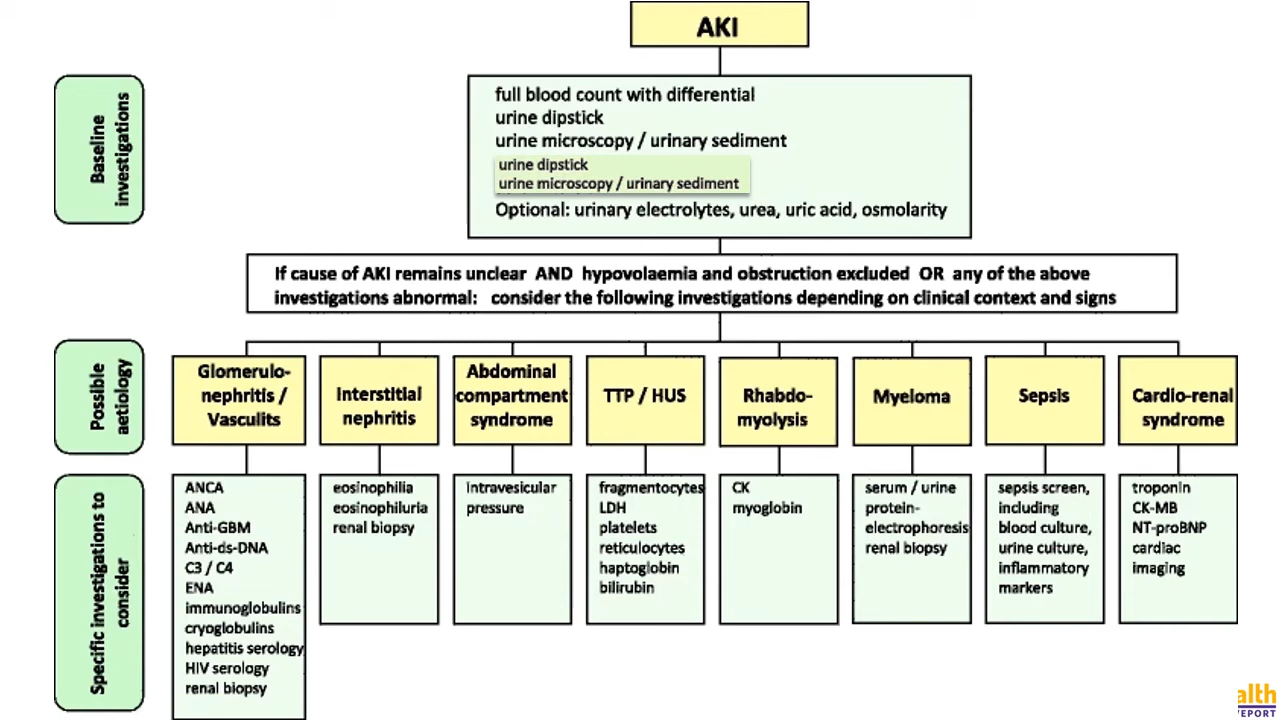 AKI
Baseline
investigations
full blood count with differential
urine dipstick
urine microscopy / urinary sediment
urine dipstick
urine microscopy / urinary sediment
Optional: urinary electrolytes, urea, uric acid, osmolarity
If cause of AKI remains unclear AND hypovolaemia and obstruction excluded OR any of the above
investigations abnormal: consider the following investigations depending on clinical context and signs
Possible
aetiology
Glomerulo-
nephritis /
Vasculits
Interstitial
nephritis
Abdominal
compartment
syndrome
TTP / HUS
Rhabdo-
myolysis
Myeloma
Sepsis
Cardio-renal
syndrome
Specific investigations to
consider
ANCA
ANA
Anti-GBM
Anti-ds-DNA
C3 / C4
ENA
immunoglobulins
cryoglobulins
hepatitis serology
HIV serology
renal biopsy
eosinophilia
eosinophiluria
renal biopsy
intravesicular
pressure
fragmentocytes
LDH
platelets
reticulocytes
haptoglobin
bilirubin
CK
myoglobin
serum / urine
protein-
electrophoresis
renal biopsy
sepsis screen,
including
blood culture,
urine culture,
inflammatory
markers
troponin
CK-MB
NT-proBNP
cardiac
imaging
alth
EPORT